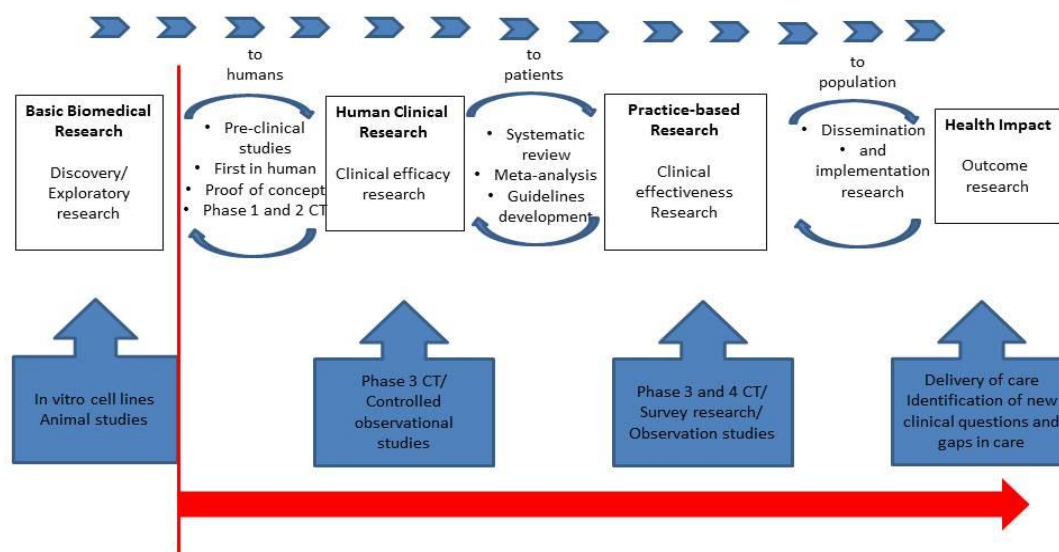 to
humans
to
patients
to
population
Basic Biomedical
Research
Discovery/
Exploratory
research
• Pre-clinical
studies
• First in human
• Proof of concept
• Phase 1 and 2 CT
Human Clinical
Research
Clinical efficacy
research
• Systematic
review
• Meta-analysis
• Guidelines
development
Practice-based
Research
Clinical
effectiveness
Research
• Dissemination
• and
implementation
research
Health Impact
Outcome
research
In vitro cell lines
Animal studies
Phase 3 CT/
Controlled
observational
studies
Phase 3 and 4 CT/
Survey research/
Observation studies
Delivery of care
Identification of new
clinical questions and
gaps in care